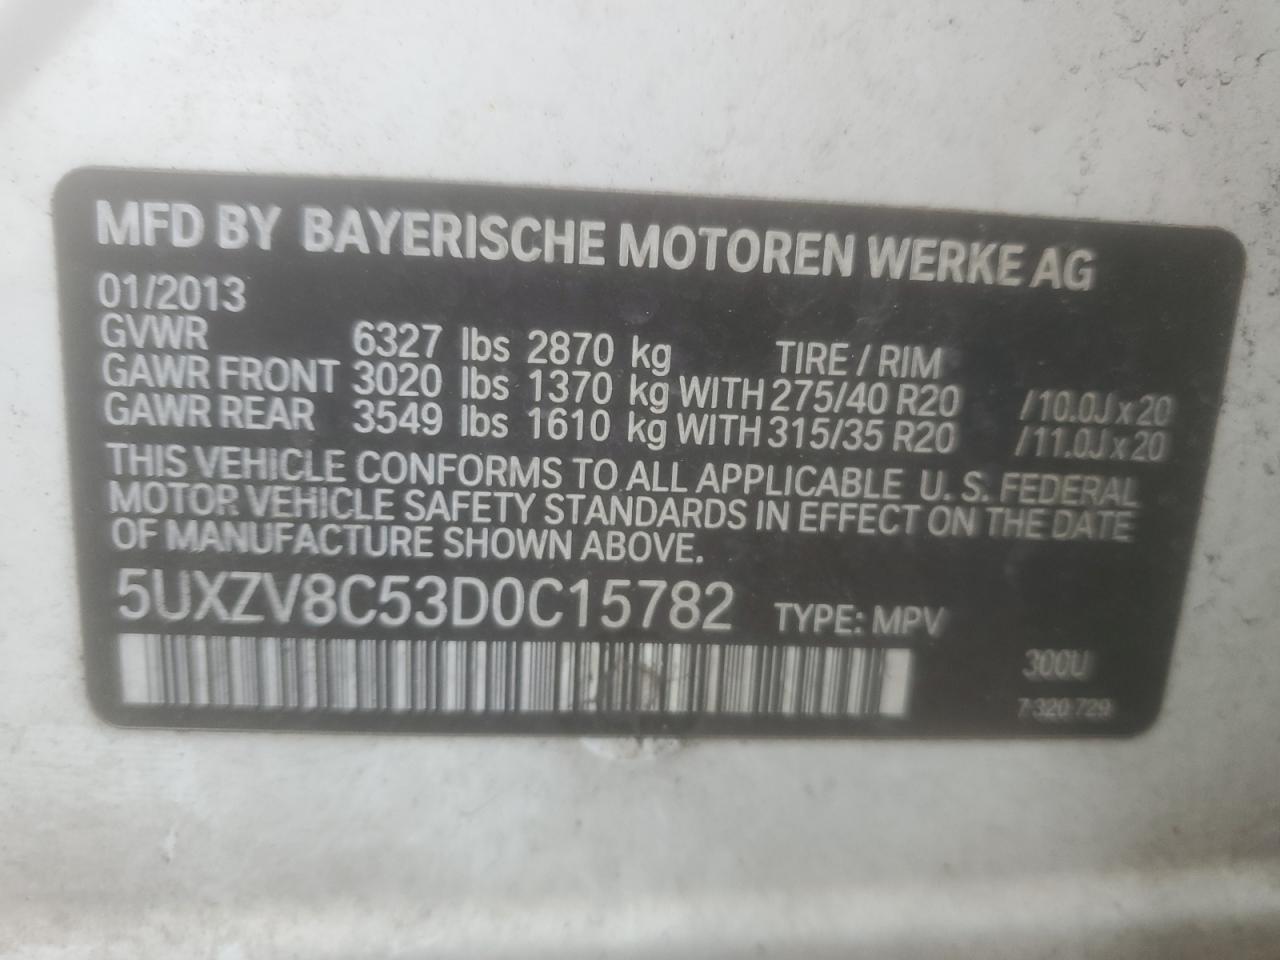 MFD BY BAYERISCHE MOTOREN WERKE AG
01/2013
GVWR 6327 lbs 2870 kg TIRE / RIM
GAWR FRONT 3020 lbs 1370 kg WITH 275/40 R20 /10.0J x 20
GAWR REAR 3549 lbs 1610 kg WITH 315/35 R20 /11.0J x 20
THIS VEHICLE CONFORMS TO ALL APPLICABLE U. S. FEDERAL
MOTOR VEHICLE SAFETY STANDARDS IN EFFECT ON THE DATE
OF MANUFACTURE SHOWN ABOVE.
5UXZV8C53D0C15782 TYPE: MPV
300U
7 320 729